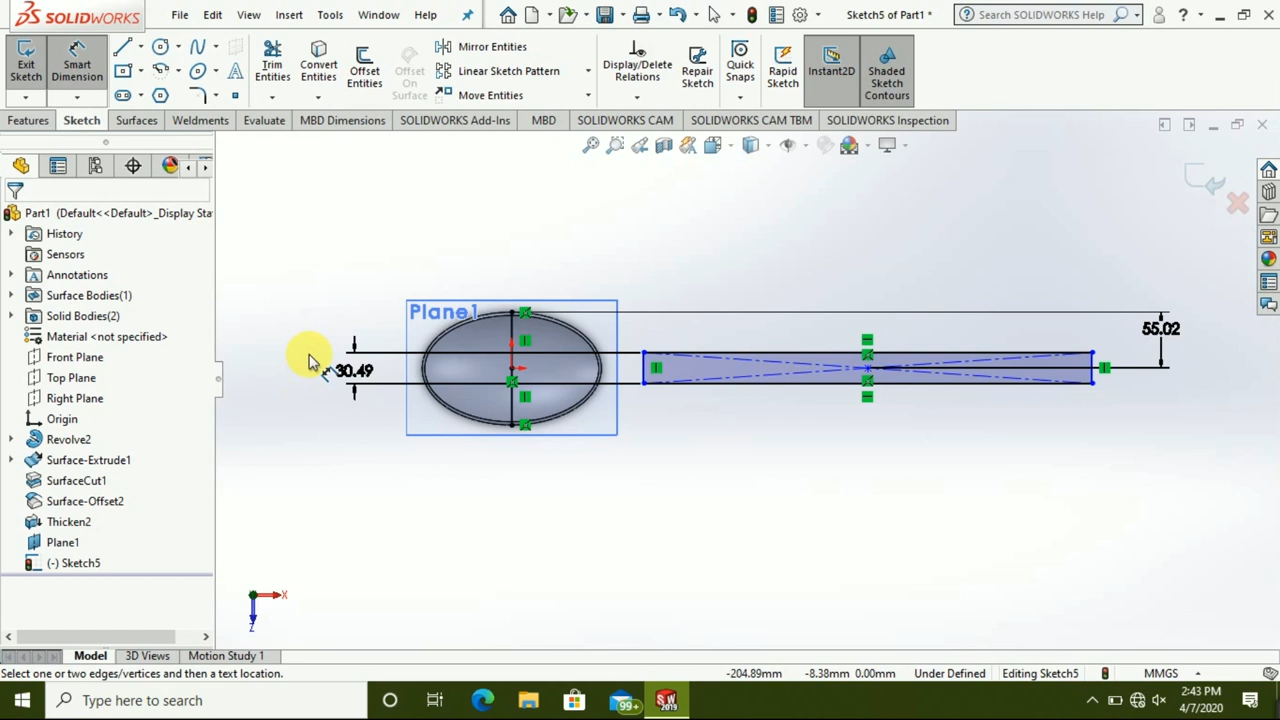 SOLIDWORKS
File
Edit
View
Insert
Tools
Window
Help
Sketch5 of Part1 *
Search SOLIDWORKS Help
Exit Sketch
Smart Dimension
Trim Entities
Convert Entities
Offset Entities
Offset On Surface
Mirror Entities
Linear Sketch Pattern
Move Entities
Display/Delete Relations
Repair Sketch
Quick Snaps
Rapid Sketch
Instant2D
Shaded Sketch Contours
Features
Sketch
Surfaces
Weldments
Evaluate
MBD Dimensions
SOLIDWORKS Add-Ins
MBD
SOLIDWORKS CAM
SOLIDWORKS CAM TBM
SOLIDWORKS Inspection
Part1 (Default<<Default>_Display Sta
History
Sensors
Annotations
Surface Bodies(1)
Solid Bodies(2)
Material <not specified>
Front Plane
Top Plane
Right Plane
Origin
Revolve2
Surface-Extrude1
SurfaceCut1
Surface-Offset2
Thicken2
Plane1
(-) Sketch5
Plane1
55.02
30.49
X
Z
Model
3D Views
Motion Study 1
Select one or two edges/vertices and then a text location.
-204.89mm
-8.38mm
0.00mm
Under Defined
Editing Sketch5
MMGS
Type here to search
99+
SW
2019
2:43 PM
4/7/2020